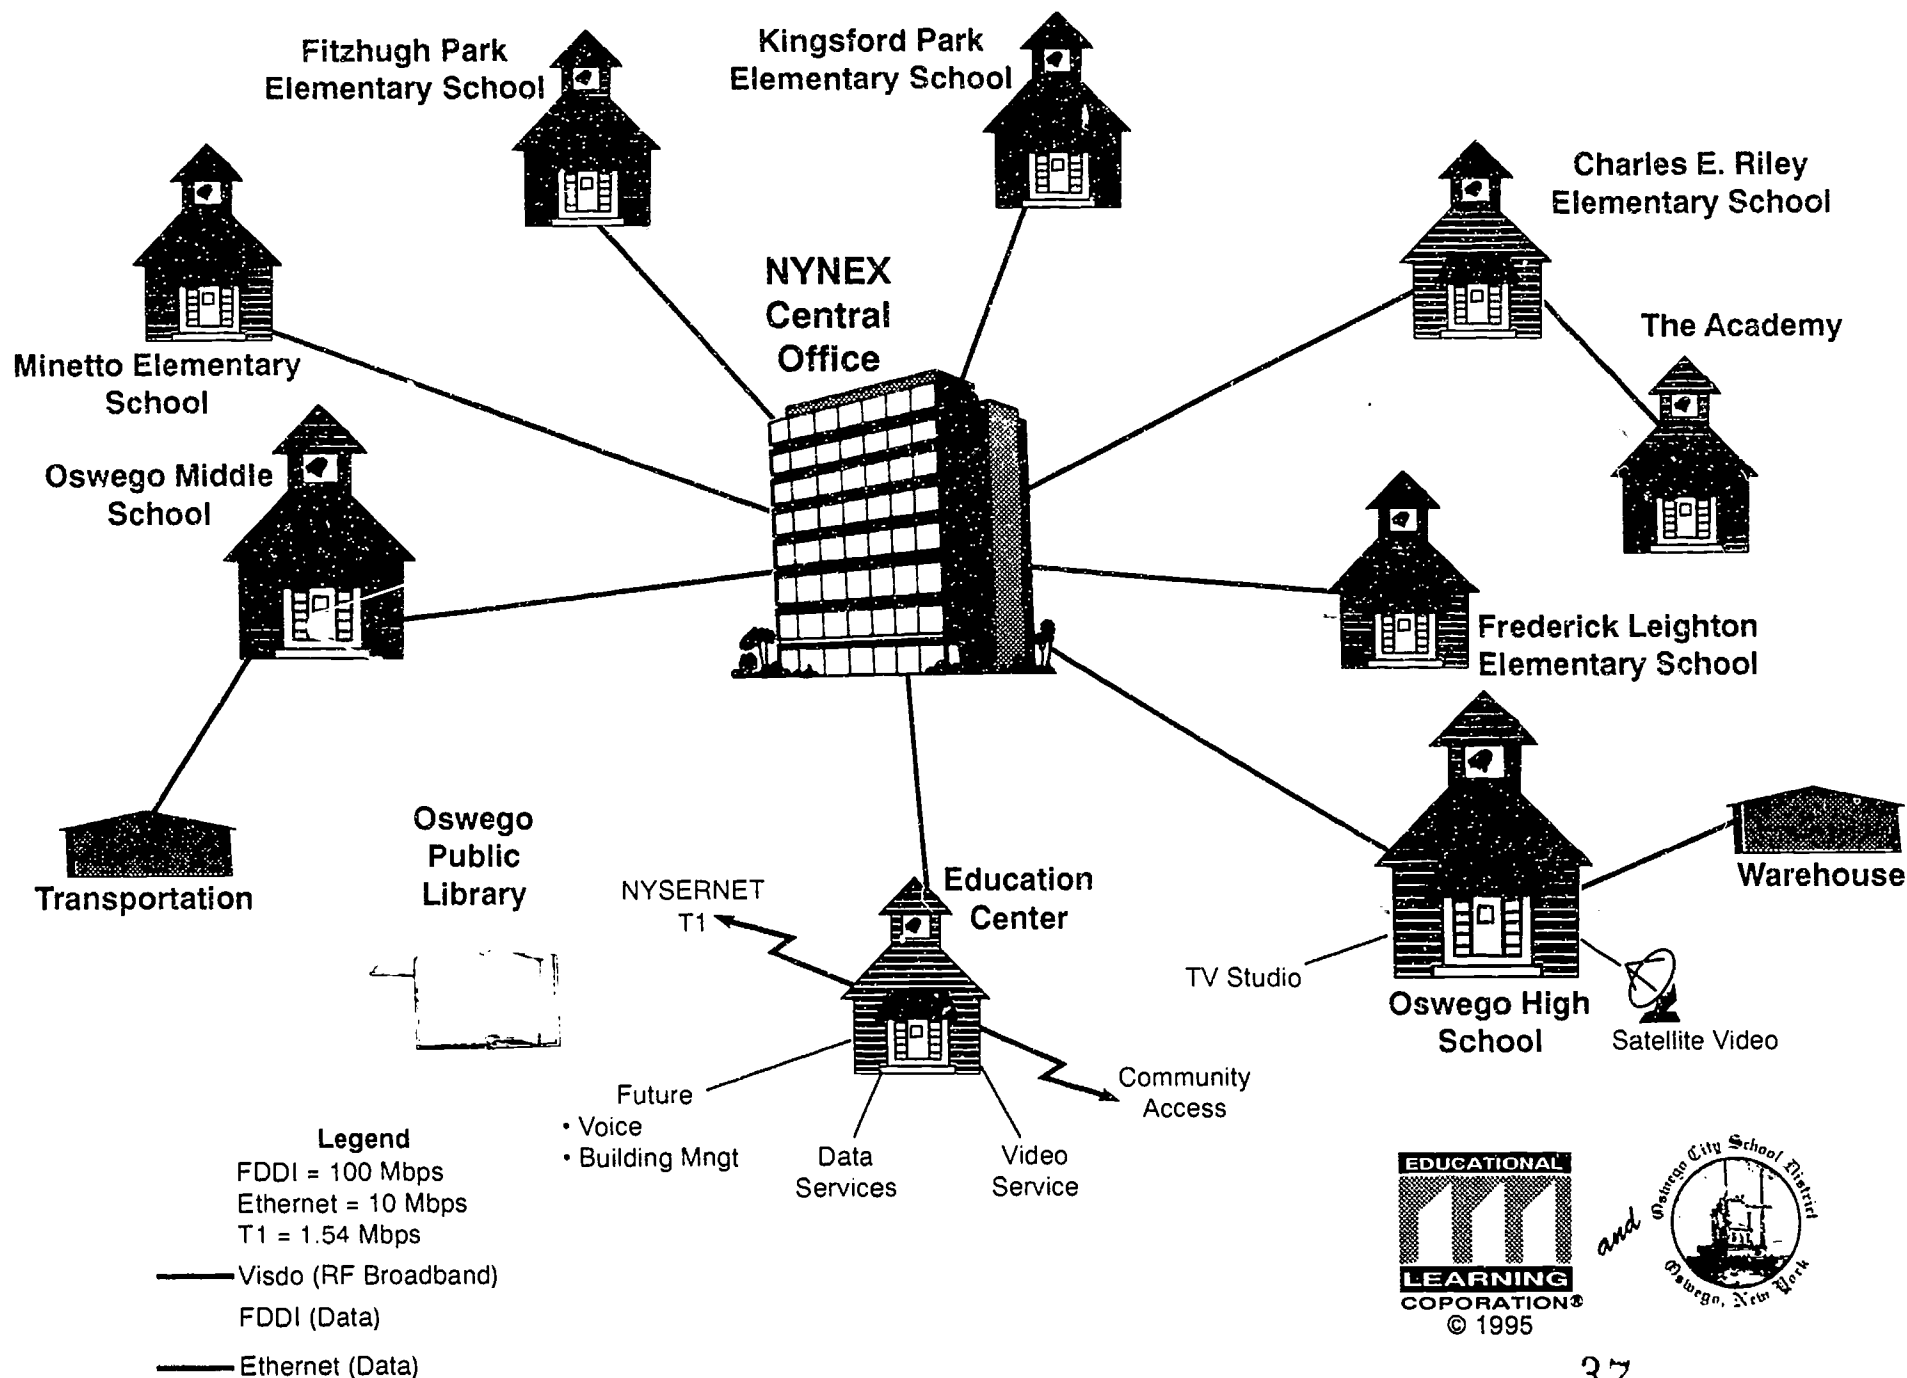 Fitzhugh Park
Elementary School
Kingsford Park
Elementary School
Charles E. Riley
Elementary School
NYNEX
Central
Office
The Academy
Minetto Elementary
School
Oswego Middle
School
Frederick Leighton
Elementary School
Oswego
Public
Library
Transportation
Education
Center
NYSERNET
T1
Warehouse
TV Studio
Oswego High
School
Satellite Video
Future
• Voice
• Building Mngt
Data
Services
Video
Service
Community
Access
Legend
FDDI = 100 Mbps
Ethernet = 10 Mbps
T1 = 1.54 Mbps
Visdo (RF Broadband)
FDDI (Data)
Ethernet (Data)
EDUCATIONAL
LEARNING
COPORATION®
© 1995
and
Oswego City School District
Oswego, New York
37